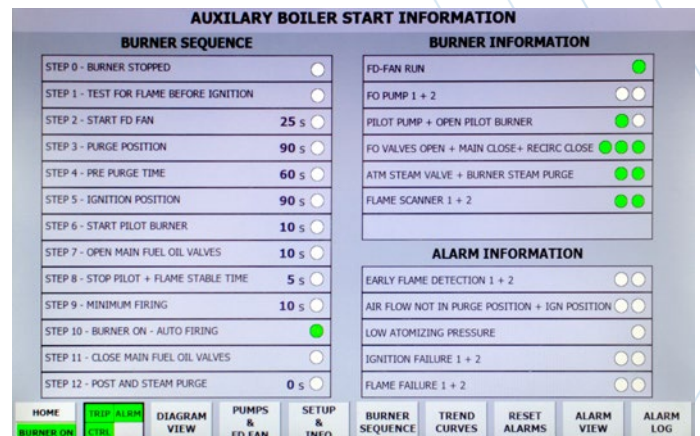 AUXILARY BOILER START INFORMATION
BURNER SEQUENCE
STEP 0 - BURNER STOPPED
STEP 1 - TEST FOR FLAME BEFORE IGNITION
STEP 2 - START FD FAN 25 s
STEP 3 - PURGE POSITION 90 s
STEP 4 - PRE PURGE TIME 60 s
STEP 5 - IGNITION POSITION 90 s
STEP 6 - START PILOT BURNER 10 s
STEP 7 - OPEN MAIN FUEL OIL VALVES 10 s
STEP 8 - STOP PILOT + FLAME STABLE TIME 5 s
STEP 9 - MINIMUM FIRING 10 s
STEP 10 - BURNER ON - AUTO FIRING
STEP 11 - CLOSE MAIN FUEL OIL VALVES
STEP 12 - POST AND STEAM PURGE 0 s
BURNER INFORMATION
FD-FAN RUN
FO PUMP 1 + 2
PILOT PUMP + OPEN PILOT BURNER
FO VALVES OPEN + MAIN CLOSE+ RECIRC CLOSE
ATM STEAM VALVE + BURNER STEAM PURGE
FLAME SCANNER 1 + 2
ALARM INFORMATION
EARLY FLAME DETECTION 1 + 2
AIR FLOW NOT IN PURGE POSITION + IGN POSITION
LOW ATOMIZING PRESSURE
IGNITION FAILURE 1 + 2
FLAME FAILURE 1 + 2
HOME
BURNER ON
TRIP ALRM
CTRL
DIAGRAM
VIEW
PUMPS
&
FD FAN
SETUP
&
INFO
BURNER
SEQUENCE
TREND
CURVES
RESET
ALARMS
ALARM
VIEW
ALARM
LOG